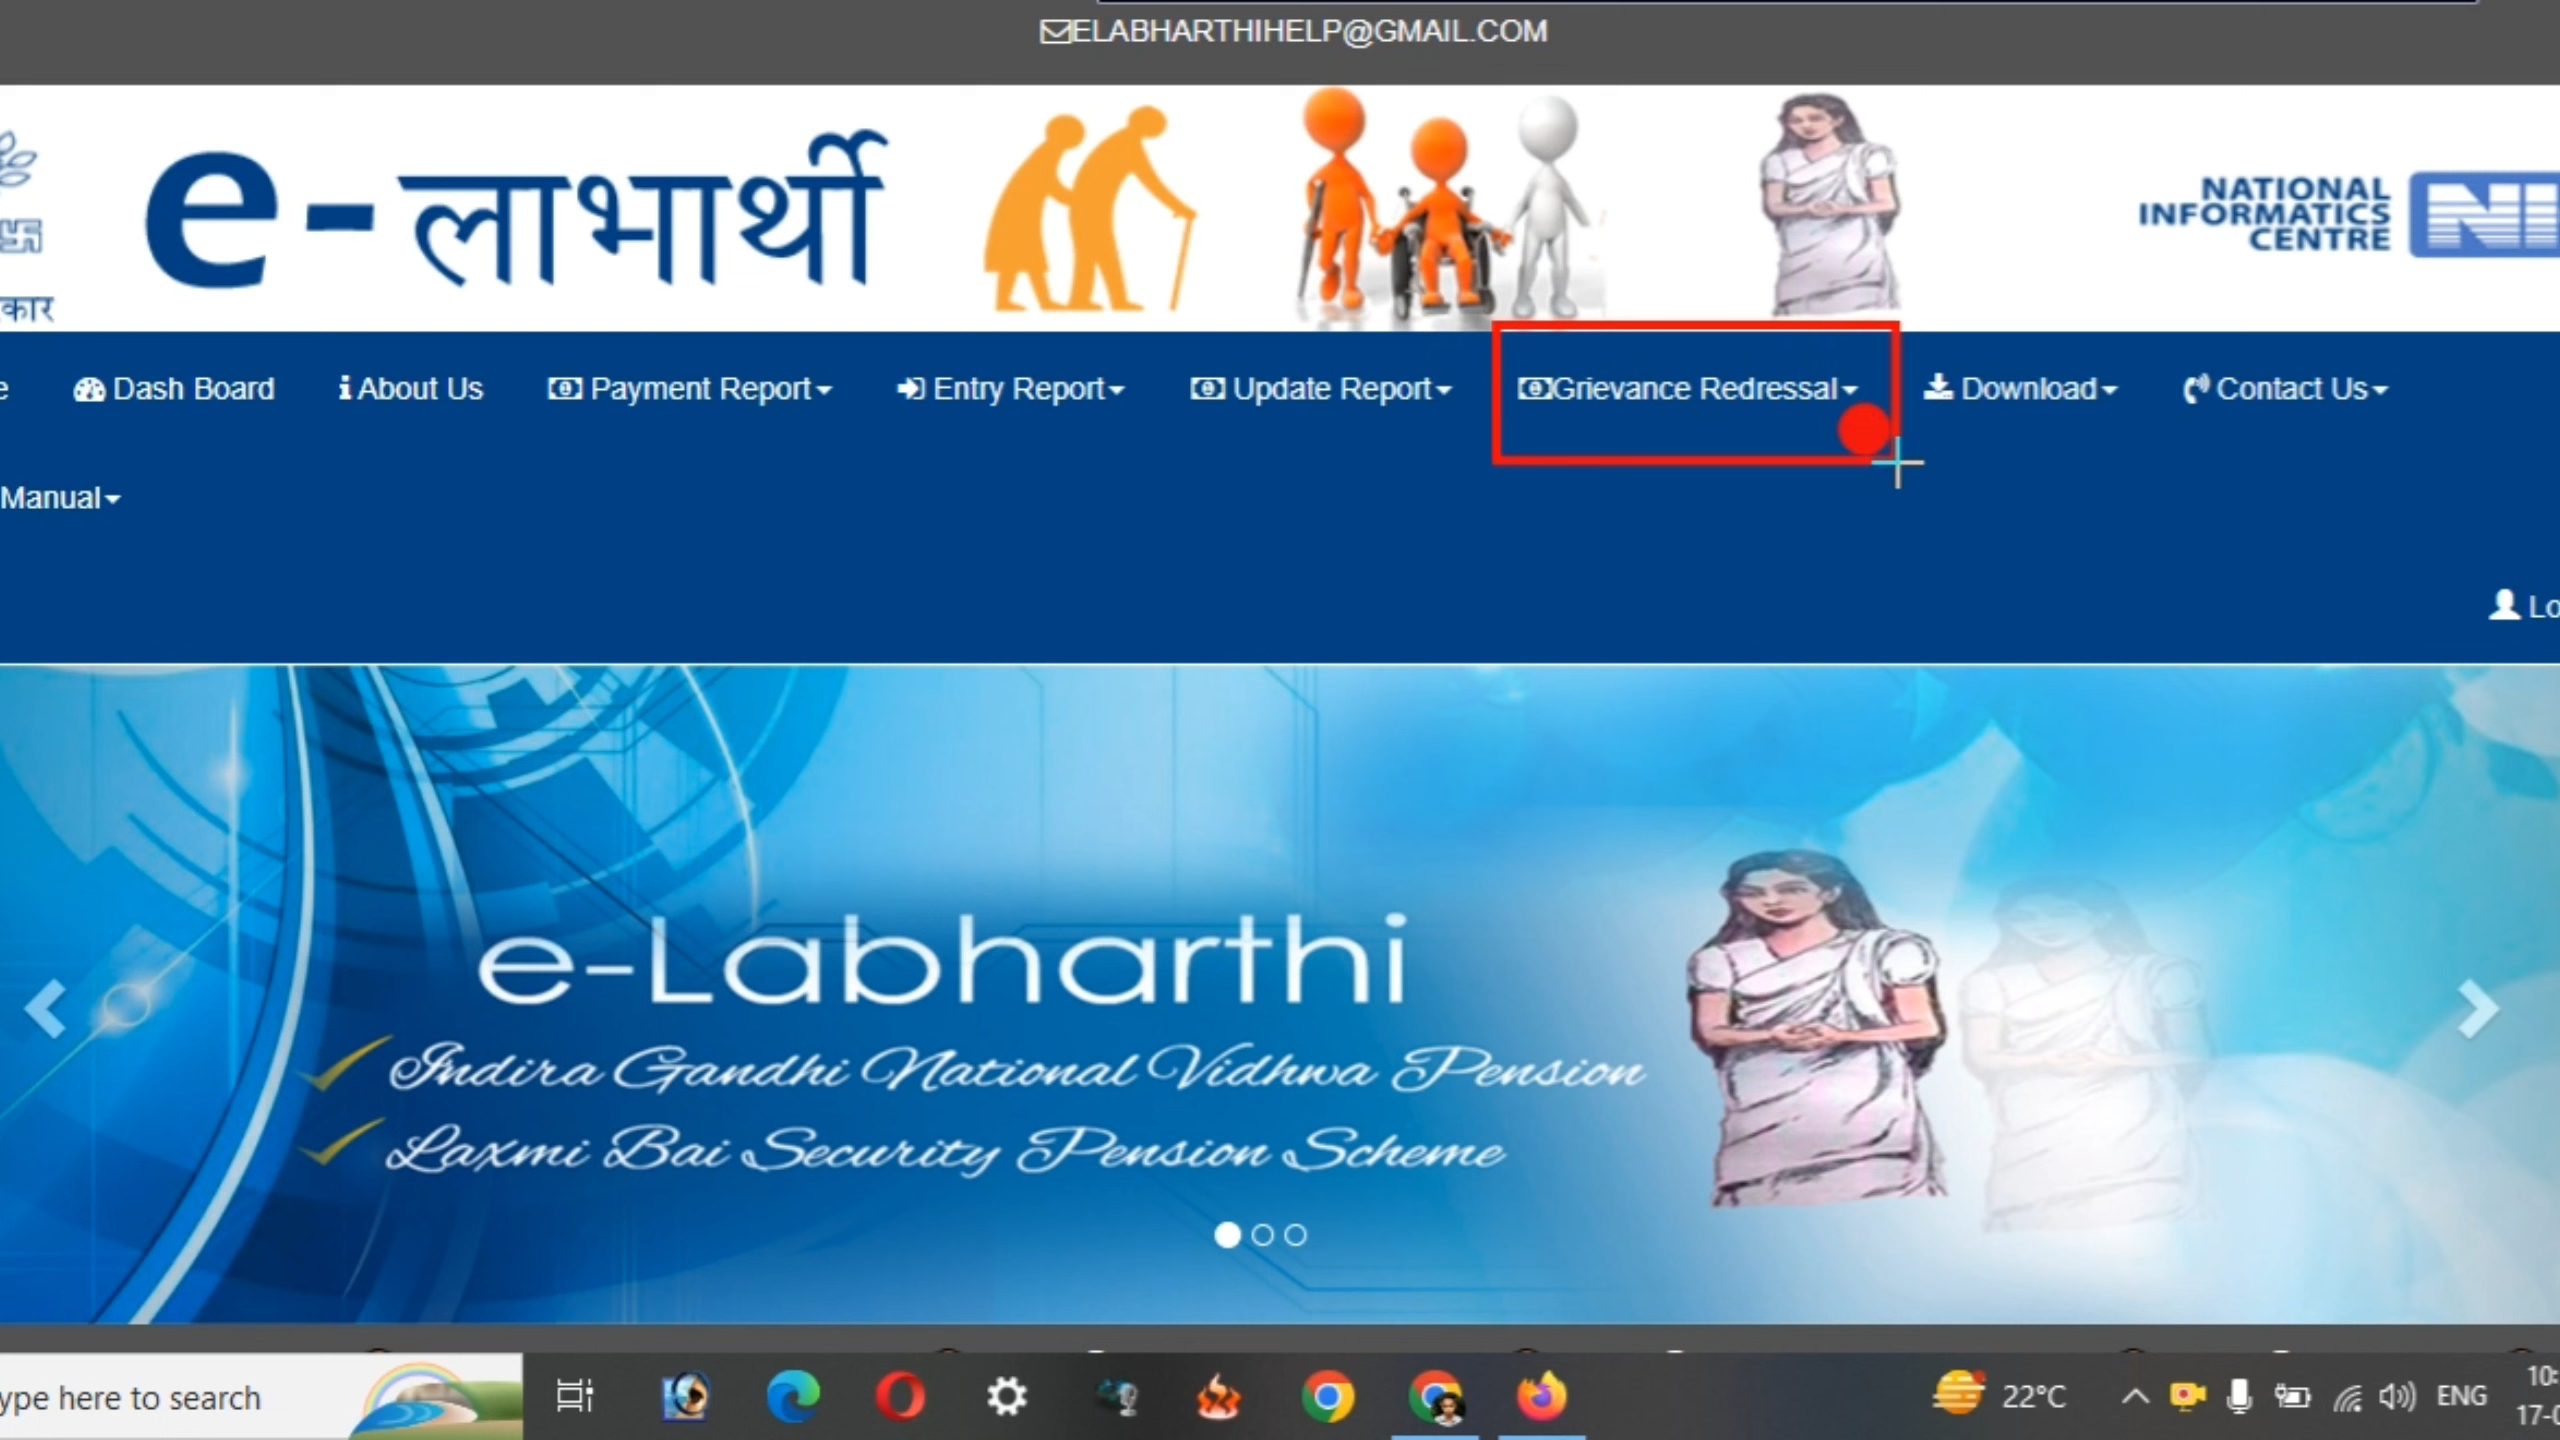 ELABHARTHIHELP@GMAIL.COM
e-लाभार्थी
NATIONAL
INFORMATICS
CENTRE
Dash Board
About Us
Payment Report
Entry Report
Update Report
Grievance Redressal
Download
Contact Us
Manual
e-Labharthi
Indira Gandhi National Vidhwa Pension
Laxmi Bai Security Pension Scheme
here to search
22°C
ENG